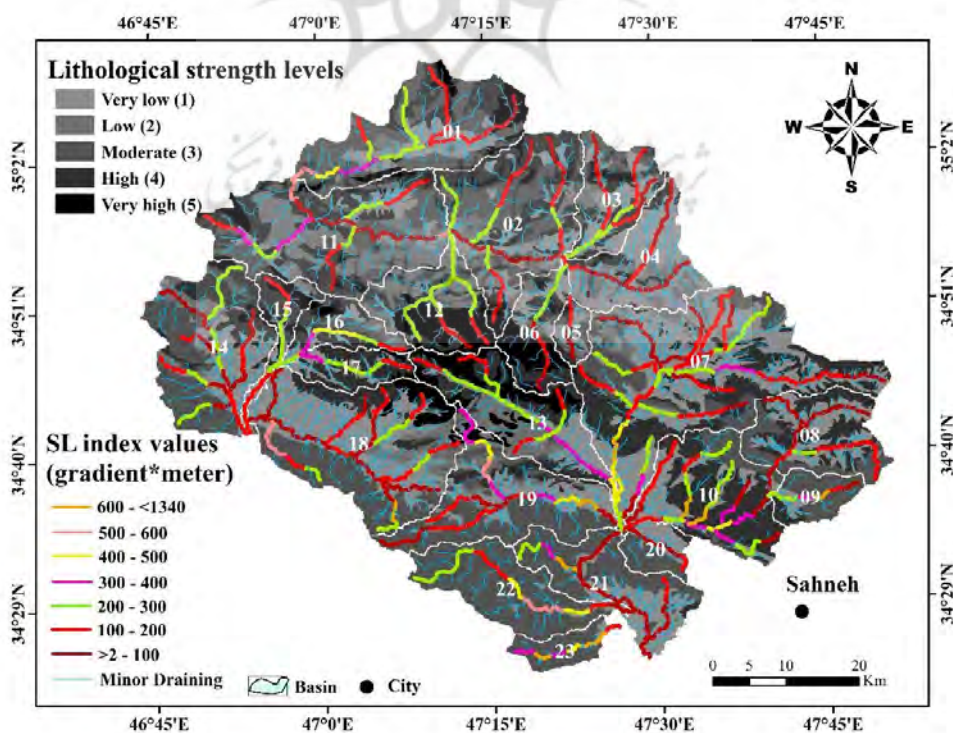 46°45'E 47°0'E 47°15'E 47°30'E 47°45'E
Lithological strength levels
Very low (1)
Low (2)
Moderate (3)
High (4)
Very high (5)
N
W E
S
35°2'N 35°2'N
01
02
03
11
04
34°51'N 34°51'N
15
16
12
06
05
14
17
07
13
18
08
34°40'N 34°40'N
SL index values
(gradient*meter)
600 - <1340
500 - 600
400 - 500
300 - 400
200 - 300
100 - 200
>2 - 100
Minor Draining
19
10
09
20
22
21
23
Sahneh
34°29'N 34°29'N
Basin
City
0 5 10 20
Km
46°45'E 47°0'E 47°15'E 47°30'E 47°45'E